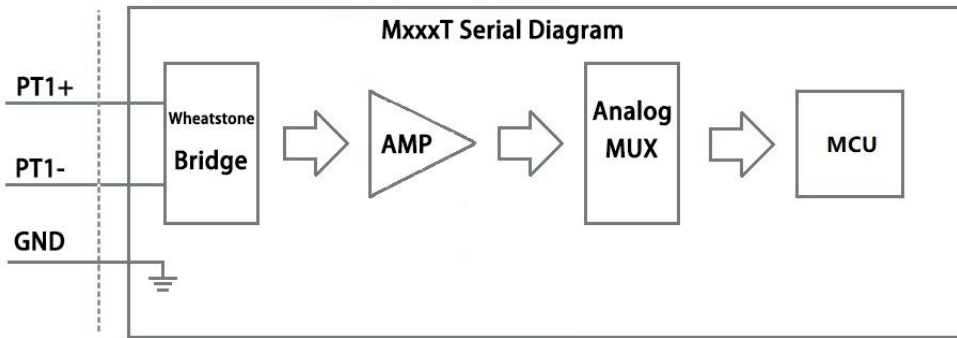 MxxxT Serial Diagram
PT1+
PT1-
GND
Wheatstone
Bridge
AMP
Analog
MUX
MCU